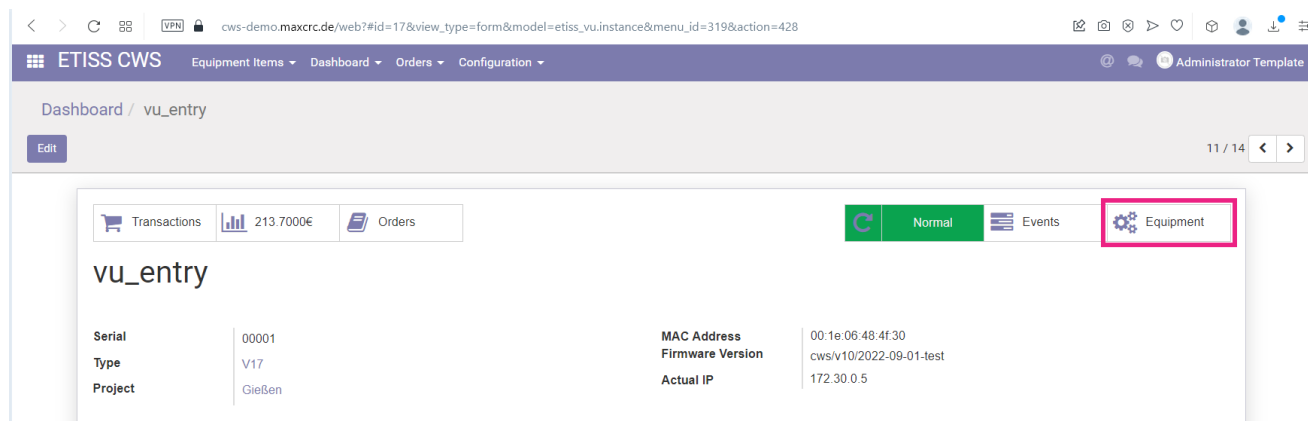 VPN cws-demo.maxcrc.de/web?#id=17&view_type=form&model=etiss_vu.instance&menu_id=319&action=428
ETISS CWS Equipment Items Dashboard Orders Configuration @ Administrator Template
Dashboard / vu_entry
Edit 11 / 14
Transactions 213.7000€ Orders Normal Events Equipment
vu_entry
Serial 00001 MAC Address 00:1e:06:48:4f:30
Type V17 Firmware Version cws/v10/2022-09-01-test
Project Gießen Actual IP 172.30.0.5